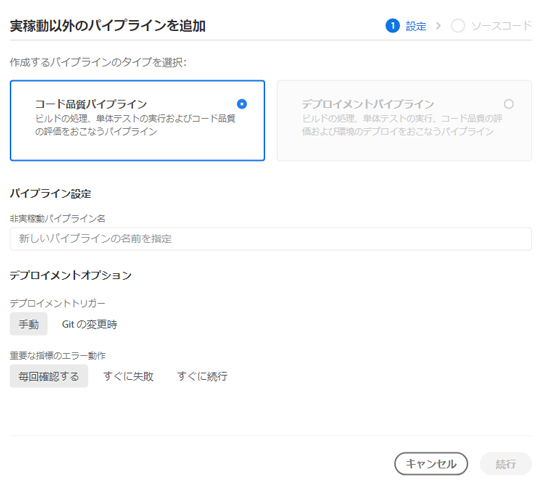 実稼動以外のパイプラインを追加
1 設定 > ソースコード
作成するパイプラインのタイプを選択:
コード品質パイプライン
ビルドの処理、単体テストの実行およびコード品質
の評価をおこなうパイプライン
デプロイメントパイプライン
ビルドの処理、単体テストの実行、コード品質の評
価および環境のデプロイをおこなうパイプライン
パイプライン設定
非実稼動パイプライン名
新しいパイプラインの名前を指定
デプロイメントオプション
デプロイメントトリガー
手動 Git の変更時
重要な指標のエラー動作
毎回確認する すぐに失敗 すぐに続行
キャンセル 続行